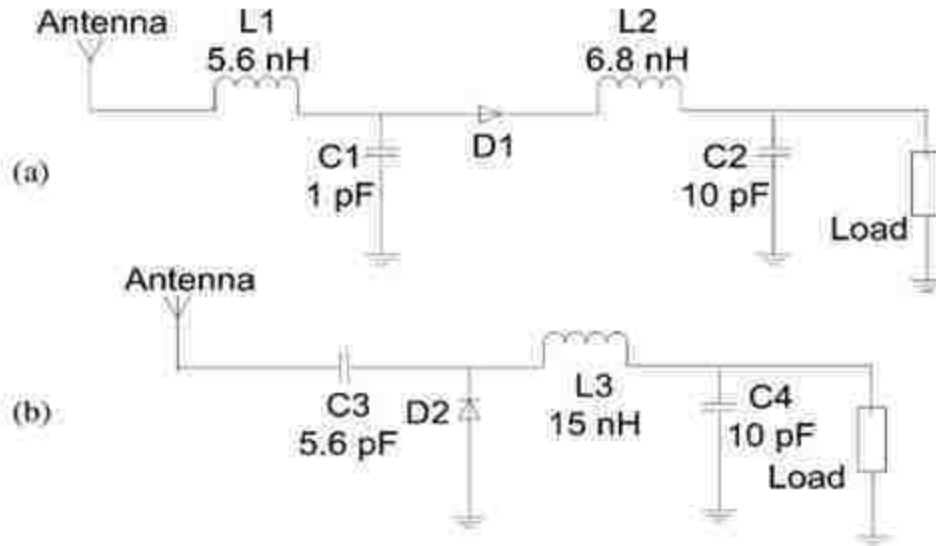 Antenna
L1
5.6 nH
L2
6.8 nH
(a)
C1
1 pF
D1
C2
10 pF
Load
Antenna
(b)
C3
5.6 pF
D2
L3
15 nH
C4
10 pF
Load